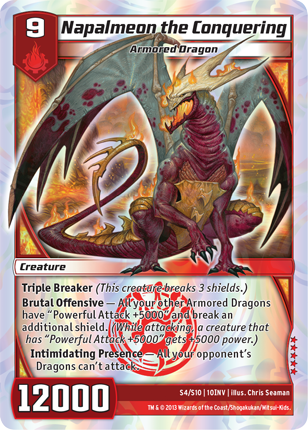 9
Napalmeon the Conquering
Armored Dragon
Creature
Triple Breaker (This creature breaks 3 shields.)
Brutal Offensive — All your other Armored Dragons
have “Powerful Attack +5000” and break an
additional shield. (While attacking, a creature that
has “Powerful Attack +5000” gets +5000 power.)
Intimidating Presence — All your opponent’s
Dragons can’t attack.
12000
S4/S10 | 10INV | illus. Chris Seaman
TM & © 2013 Wizards of the Coast/Shogakukan/Mitsui-Kids.